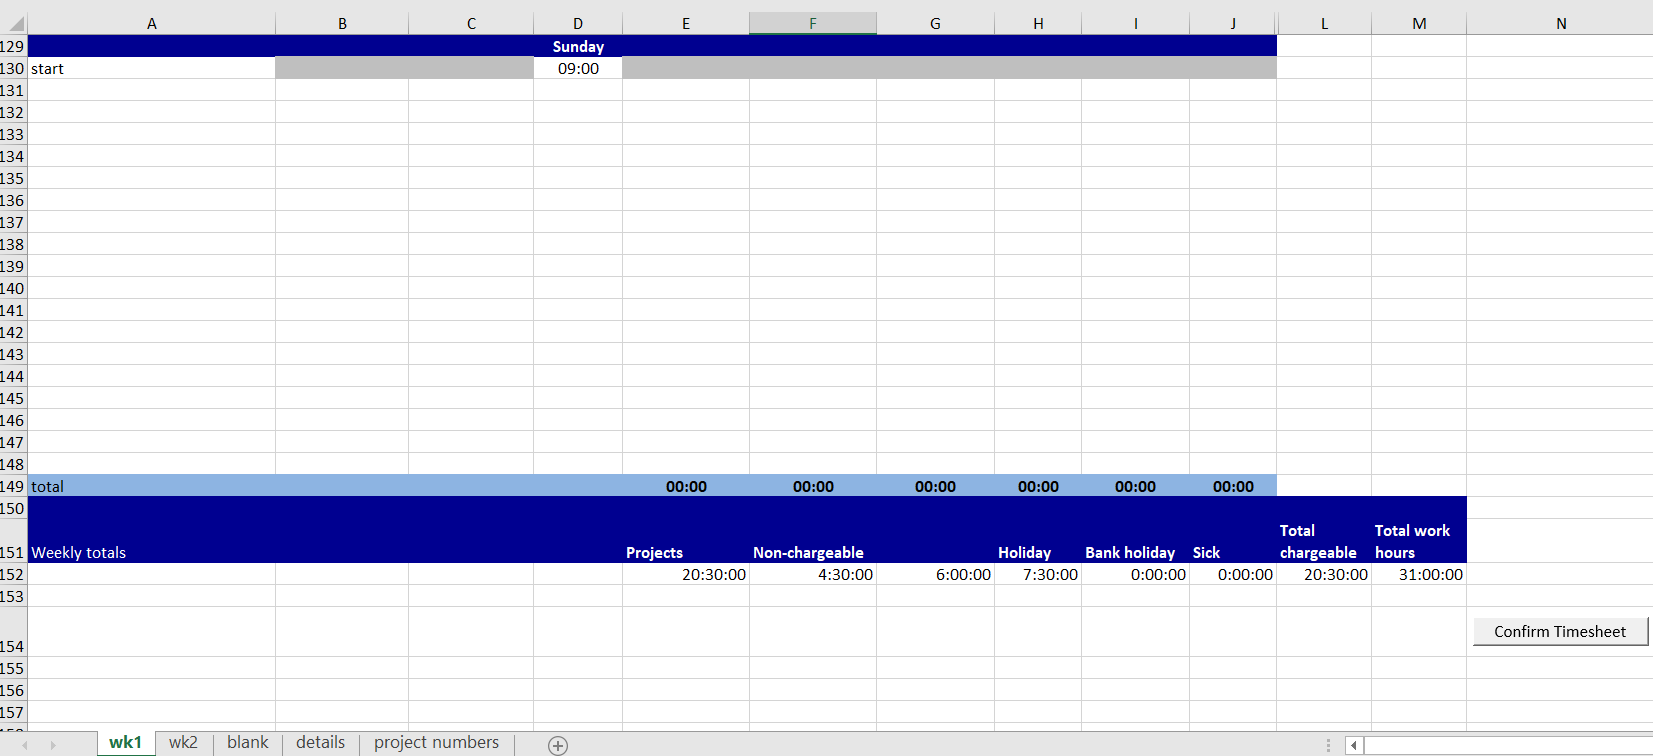 A B C D E F G H I J L M N
129 Sunday
130 start 09:00
131
132
133
134
135
136
137
138
139
140
141
142
143
144
145
146
147
148
149 total 00:00 00:00 00:00 00:00 00:00 00:00
150
Total Total work
151 Weekly totals Projects Non-chargeable Holiday Bank holiday Sick chargeable hours
152 20:30:00 4:30:00 6:00:00 7:30:00 0:00:00 0:00:00 20:30:00 31:00:00
153
Confirm Timesheet
154
155
156
157
wk1 wk2 blank details project numbers